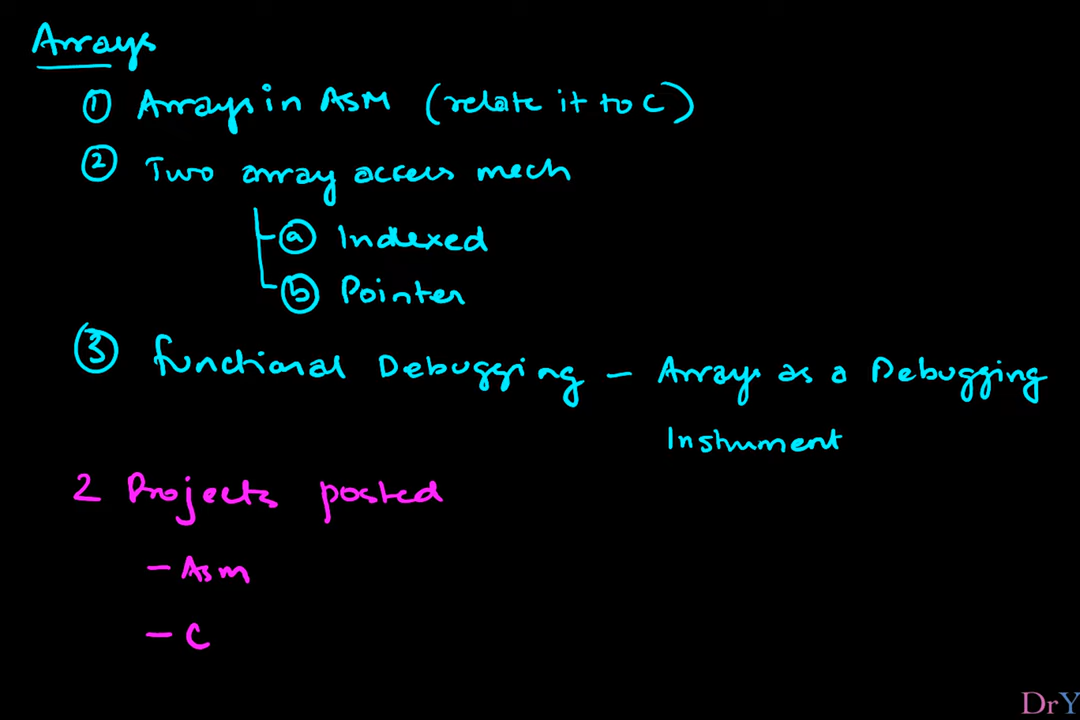 Arrays
① Arrays in ASM (relate it to C)
② Two array access mech
ⓐ Indexed
ⓑ Pointer
③ Functional Debugging – Arrays as a Debugging
Instrument
2 Projects posted
– Asm
– C
DrY